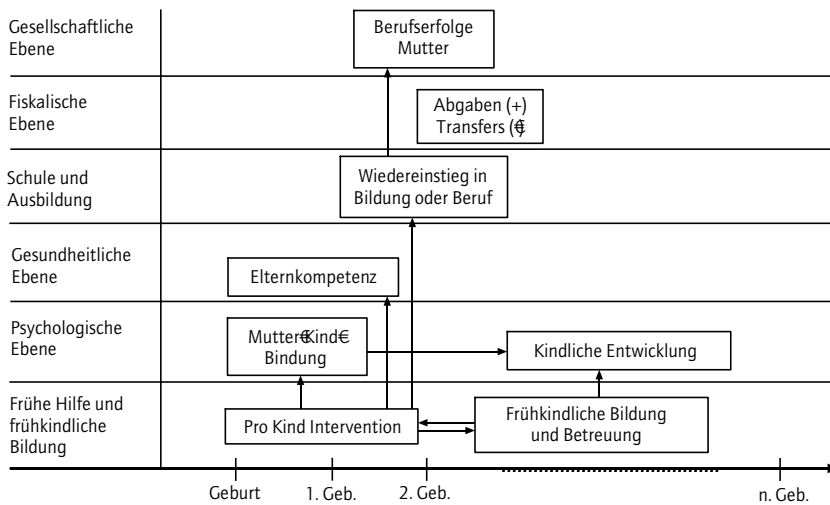 Gesellschaftliche
Ebene
Berufserfolge
Mutter
Fiskalische
Ebene
Abgaben (+)
Transfers (€)
Schule und
Ausbildung
Wiedereinstieg in
Bildung oder Beruf
Gesundheitliche
Ebene
Elternkompetenz
Psychologische
Ebene
Mutter€Kind€
Bindung
Kindliche Entwicklung
Frühe Hilfe und
frühkindliche
Bildung
Pro Kind Intervention
Frühkindliche Bildung
und Betreuung
Geburt
1. Geb.
2. Geb.
n. Geb.